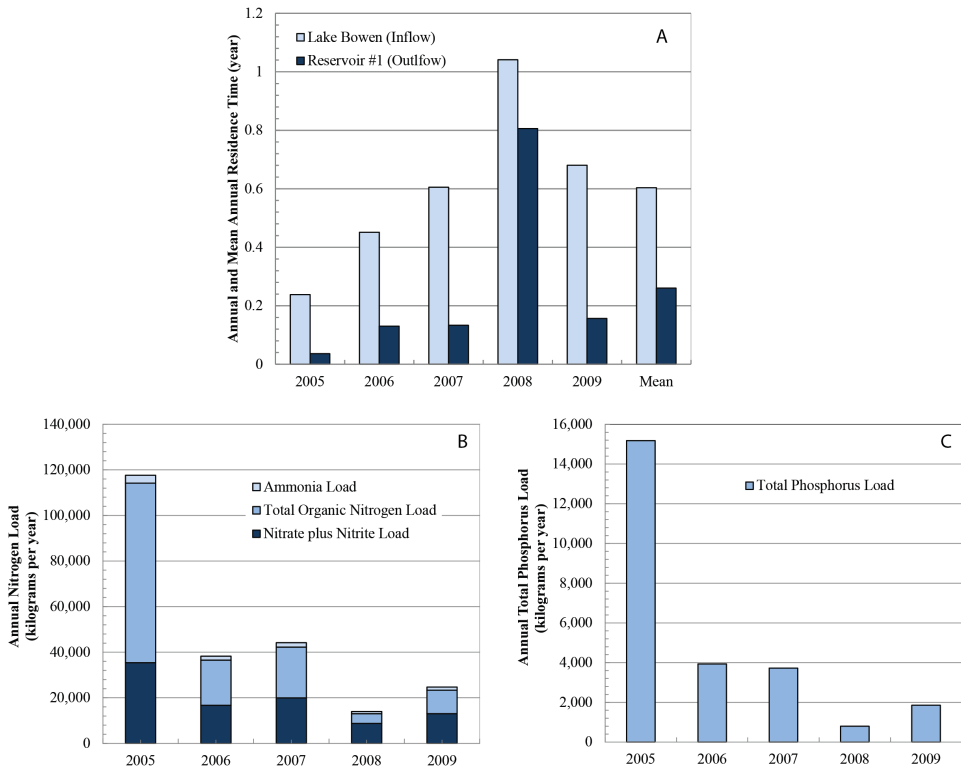 A
Annual and Mean Annual Residence Time (year)
1.2
1
0.8
0.6
0.4
0.2
0
Lake Bowen (Inflow)
Reservoir #1 (Outlfow)
2005 2006 2007 2008 2009 Mean
B
Annual Nitrogen Load
(kilograms per year)
140,000
120,000
100,000
80,000
60,000
40,000
20,000
0
Ammonia Load
Total Organic Nitrogen Load
Nitrate plus Nitrite Load
2005 2006 2007 2008 2009
C
Annual Total Phosphorus Load
(kilograms per year)
16,000
14,000
12,000
10,000
8,000
6,000
4,000
2,000
0
Total Phosphorus Load
2005 2006 2007 2008 2009